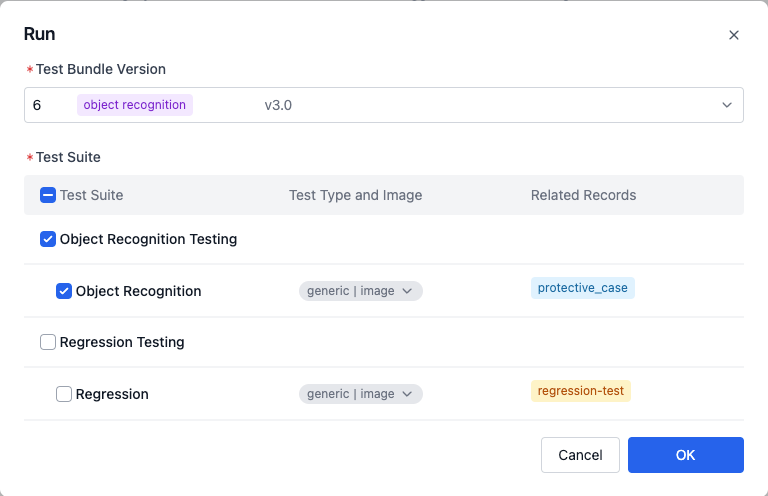 Run
* Test Bundle Version
6 object recognition v3.0
* Test Suite
Test Suite Test Type and Image Related Records
Object Recognition Testing
Object Recognition generic | image protective_case
Regression Testing
Regression generic | image regression-test
Cancel OK